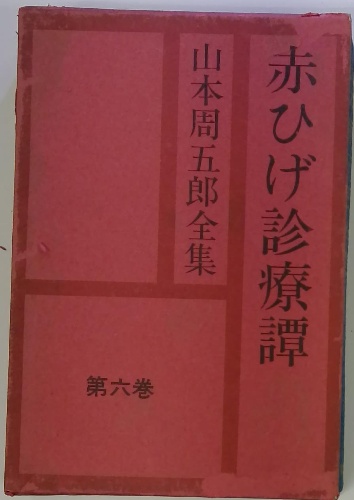 赤ひげ診療譚
山本周五郎全集
第六巻